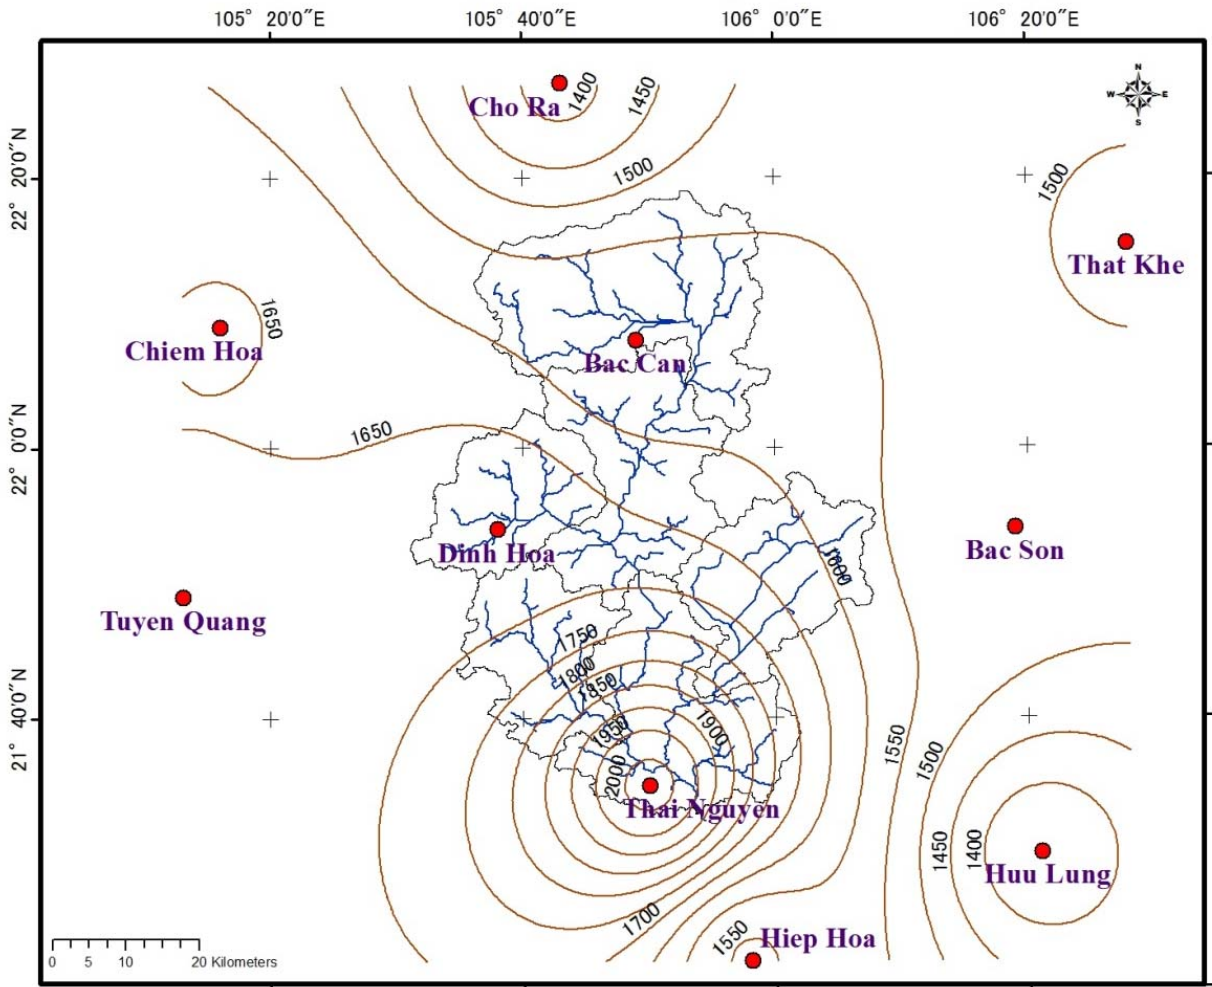 105° 20'0"E
105° 40'0"E
106° 0'0"E
106° 20'0"E
N
W
E
S
Cho Ra
1400
1450
1500
1500
22° 20'0"N
That Khe
Chiem Hoa
1650
Bac Can
22° 0'0"N
1650
Dinh Hoa
Bac Son
1600
Tuyen Quang
1750
1800
1850
1900
1950
2000
21° 40'0"N
1550
1500
Thai Nguyen
1450
1400
Huu Lung
1700
1550
Hiep Hoa
0 5 10 20 Kilometers